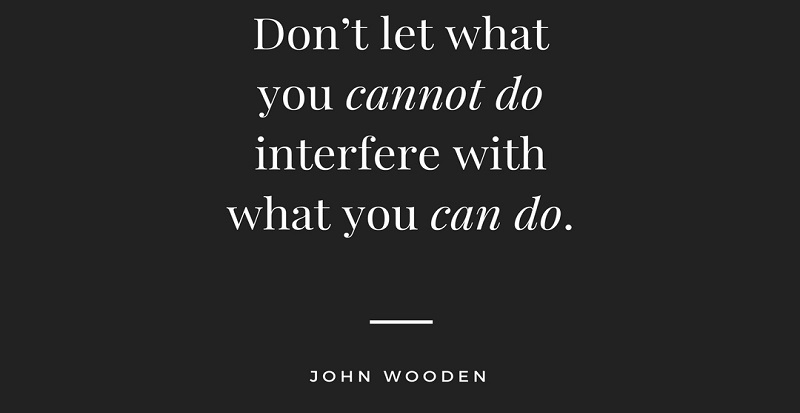 Don’t let what
you cannot do
interfere with
what you can do.
JOHN WOODEN